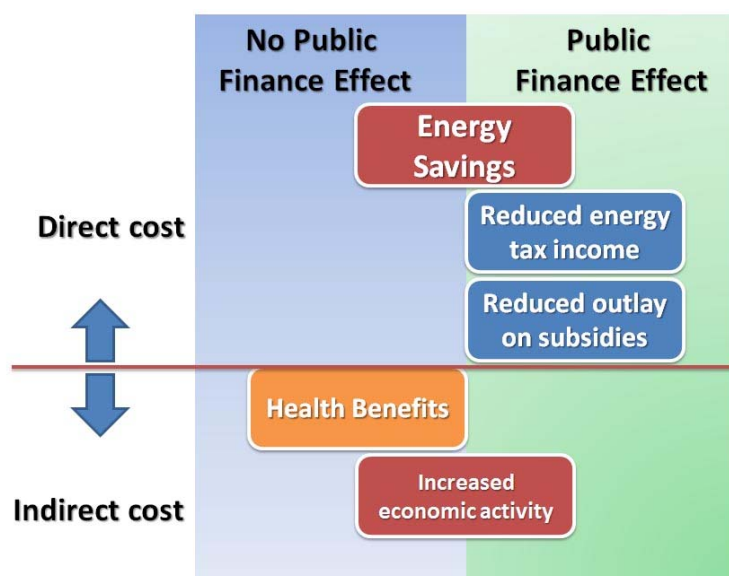 No Public
Finance Effect
Public
Finance Effect
Energy
Savings
Direct cost
Reduced energy
tax income
Reduced outlay
on subsidies
Health Benefits
Indirect cost
Increased
economic activity